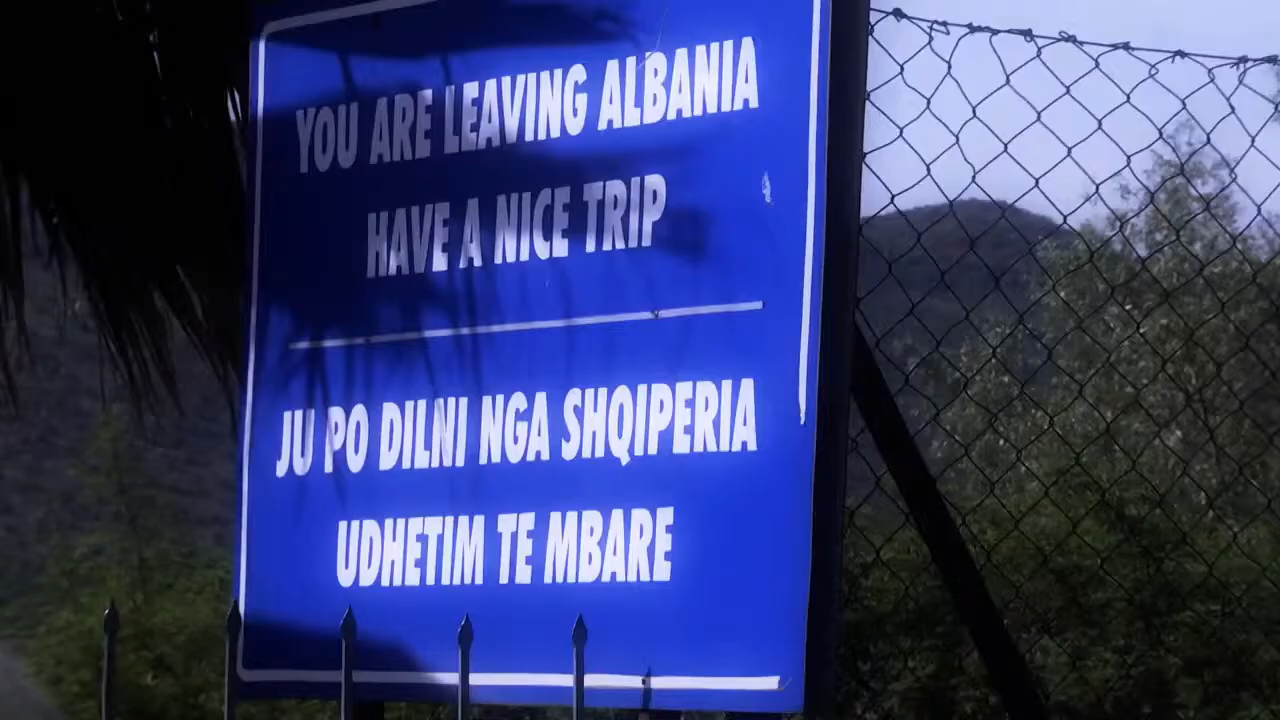 YOU ARE LEAVING ALBANIA
HAVE A NICE TRIP
JU PO DILNI NGA SHQIPERIA
UDHETIM TE MBARE